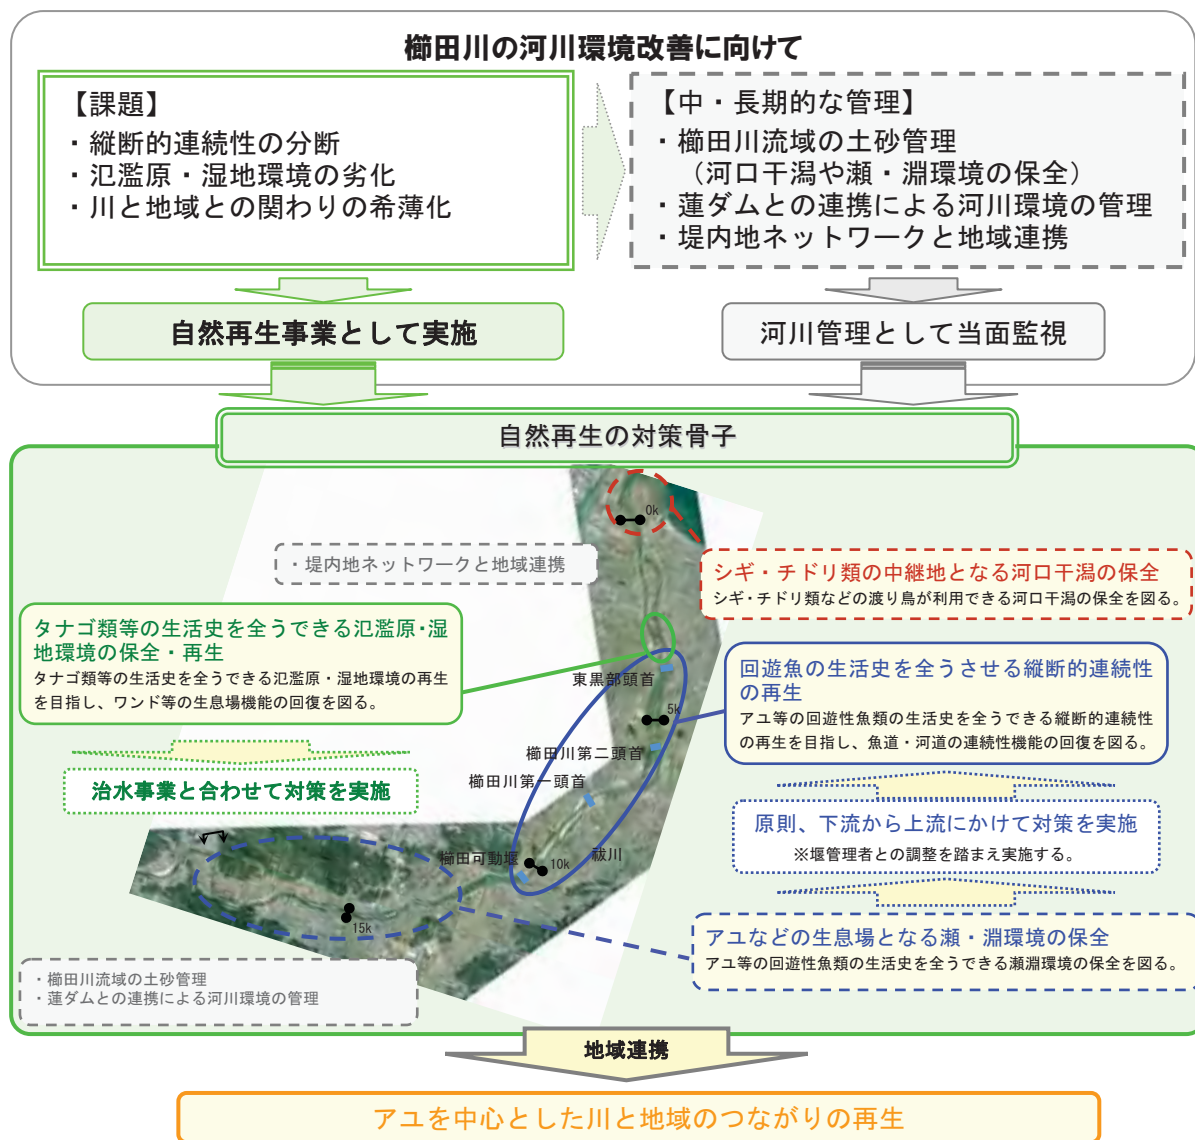 櫛田川の河川環境改善に向けて
【課題】
・縦断的連続性の分断
・氾濫原・湿地環境の劣化
・川と地域との関わりの希薄化
【中・長期的な管理】
・櫛田川流域の土砂管理
（河口干潟や瀬・淵環境の保全）
・蓮ダムとの連携による河川環境の管理
・堤内地ネットワークと地域連携
自然再生事業として実施
河川管理として当面監視
自然再生の対策骨子
0k
・堤内地ネットワークと地域連携
シギ・チドリ類の中継地となる河口干潟の保全
シギ・チドリ類などの渡り鳥が利用できる河口干潟の保全を図る。
タナゴ類等の生活史を全うできる氾濫原・湿
地環境の保全・再生
タナゴ類等の生活史を全うできる氾濫原・湿地環境の再生
を目指し、ワンド等の生息場機能の回復を図る。
東黒部頭首
回遊魚の生活史を全うさせる縦断的連続性
の再生
アユ等の回遊性魚類の生活史を全うできる縦断的連続性
の再生を目指し、魚道・河道の連続性機能の回復を図る。
5k
櫛田川第二頭首
櫛田川第一頭首
治水事業と合わせて対策を実施
原則、下流から上流にかけて対策を実施
※堰管理者との調整を踏まえ実施する。
櫛田可動堰
10k
祓川
15k
アユなどの生息場となる瀬・淵環境の保全
アユ等の回遊性魚類の生活史を全うできる瀬淵環境の保全を図る。
・櫛田川流域の土砂管理
・蓮ダムとの連携による河川環境の管理
地域連携
アユを中心とした川と地域のつながりの再生